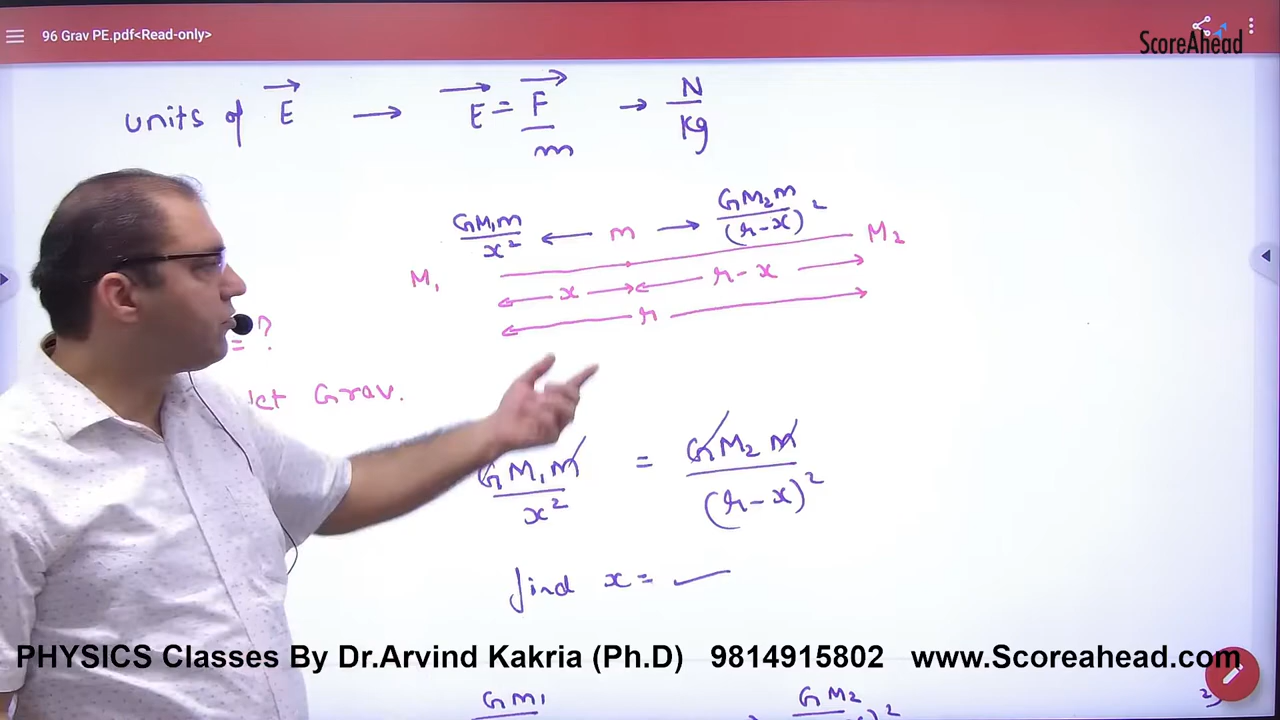 96 Grav PE.pdf<Read-only>
ScoreAhead
units of E → E = F/m → N/Kg
GM₁m/x² ← m → GM₂m/(r-x)²
M₁ M₂
x r-x
r
= ?
Grav.
GM₁m/x² = GM₂m/(r-x)²
find x =
PHYSICS Classes By Dr.Arvind Kakria (Ph.D) 9814915802 www.Scoreahead.com
GM₁ GM₂